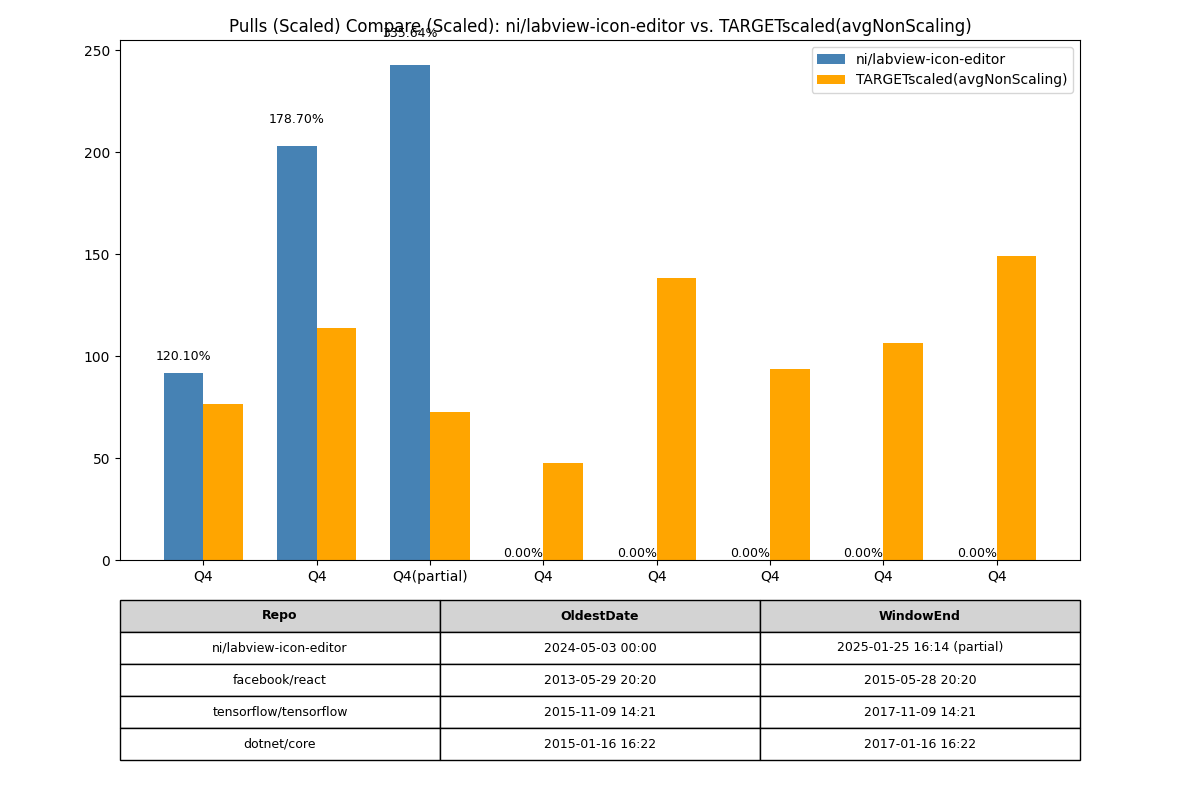 Pulls (Scaled) Compare (Scaled): ni/labview-icon-editor vs. TARGETscaled(avgNonScaling)
335.64%
250
ni/labview-icon-editor
TARGETscaled(avgNonScaling)
178.70%
200
150
120.10%
100
50
0.00% 0.00% 0.00% 0.00% 0.00%
0
Q4 Q4 Q4(partial) Q4 Q4 Q4 Q4 Q4
Repo OldestDate WindowEnd
ni/labview-icon-editor 2024-05-03 00:00 2025-01-25 16:14 (partial)
facebook/react 2013-05-29 20:20 2015-05-28 20:20
tensorflow/tensorflow 2015-11-09 14:21 2017-11-09 14:21
dotnet/core 2015-01-16 16:22 2017-01-16 16:22